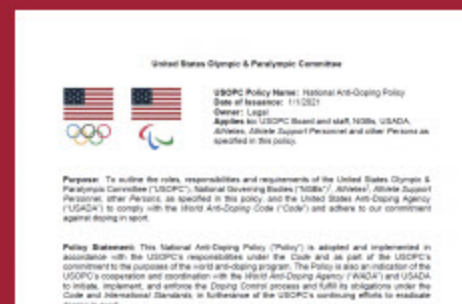 United States Olympic & Paralympic Committee
USOPC Policy Name: National Anti-Doping Policy
Date of Issuance: 1/1/2021
Owner: Legal
Applies to: USOPC Board and staff, NGBs, USADA,
Athletes, Athlete Support Personnel and other Persons as
specified in this policy.
Purpose: To outline the roles, responsibilities and requirements of the United States Olympic &
Paralympic Committee ("USOPC"), National Governing Bodies ("NGBs")¹, Athletes², Athlete Support
Personnel, other Persons, as specified in this policy, and the United States Anti-Doping Agency
("USADA") to comply with the World Anti-Doping Code ("Code") and adhere to our commitment
against doping in sport.
Policy Statement: This National Anti-Doping Policy ("Policy") is adopted and implemented in
accordance with the USOPC's responsibilities under the Code and as part of the USOPC's
commitment to the purposes of the world anti-doping program. The Policy is also an indication of the
USOPC's cooperation and coordination with the World Anti-Doping Agency ("WADA") and USADA
to initiate, implement, and enforce the Doping Control process and fulfill its obligations under the
Code and International Standards, in furtherance of the USOPC's continuing efforts to eradicate